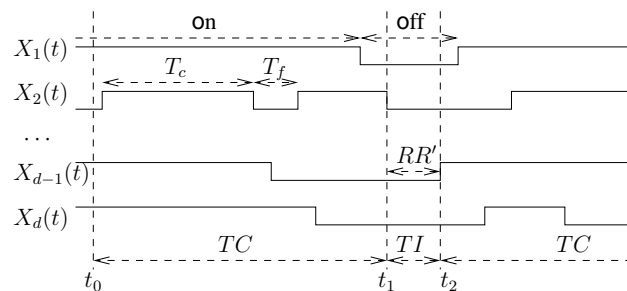 on off
X_1(t)
T_c T_f
X_2(t)
...
RR'
X_{d-1}(t)
X_d(t)
TC TI TC
t_0 t_1 t_2